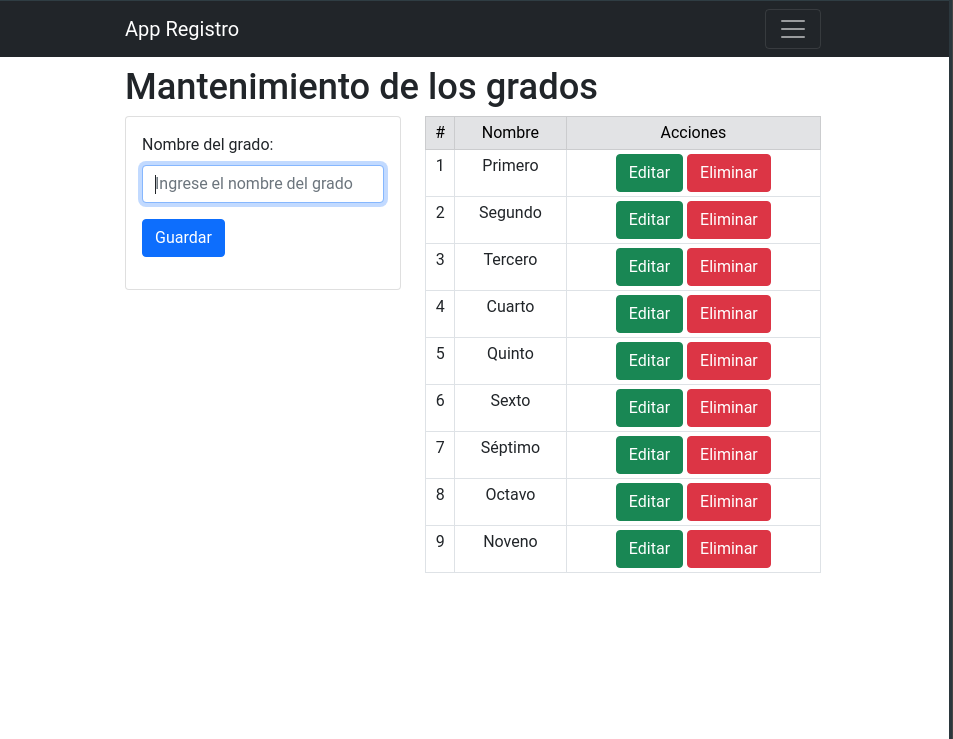 App Registro
Mantenimiento de los grados
Nombre del grado:
Ingrese el nombre del grado
Guardar
# Nombre Acciones
1 Primero Editar Eliminar
2 Segundo Editar Eliminar
3 Tercero Editar Eliminar
4 Cuarto Editar Eliminar
5 Quinto Editar Eliminar
6 Sexto Editar Eliminar
7 Séptimo Editar Eliminar
8 Octavo Editar Eliminar
9 Noveno Editar Eliminar